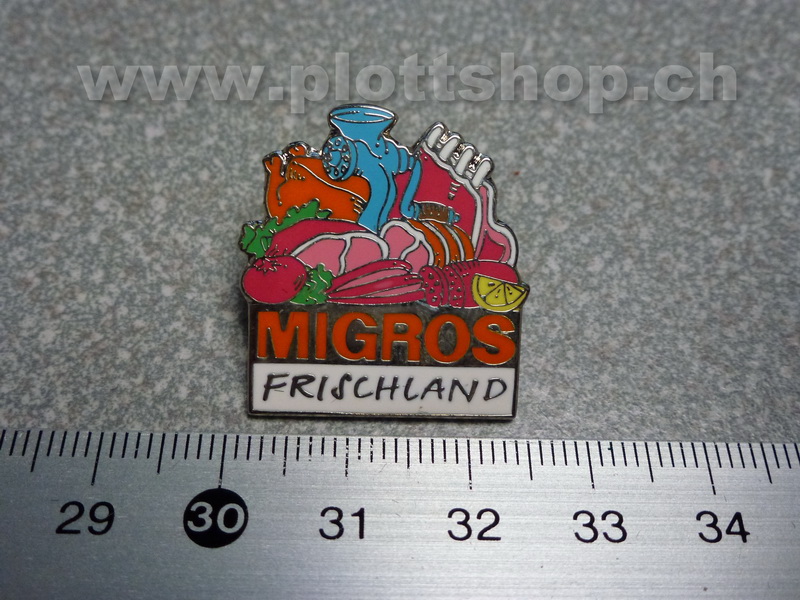 www.plottshop.ch
MIGROS
FRISCHLAND
29 30 31 32 33 34